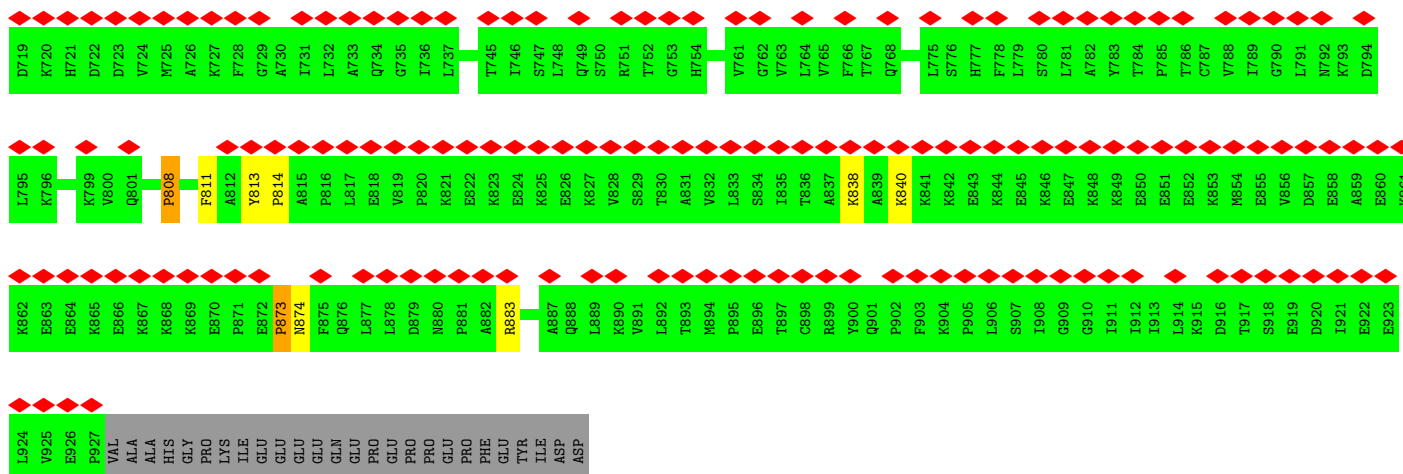 D719 K720 H721 D722 D723 V724 M725 A726 K727 F728 G729 A730 I731 L732 A733 Q734 G735 I736 L737 T745 I746 S747 L748 Q749 S750 R751 T752 G753 H754 V761 G762 V763 L764 V765 F766 T767 Q768 L775 S776 H777 F778 L779 S780 L781 A782 Y783 T784 P785 T786 C787 V788 I789 G790 L791 N792 K793 D794
L795 K796 K799 V800 Q801 P808 F811 A812 Y813 P814 A815 P816 L817 E818 V819 P820 K821 E822 K823 E824 K825 E826 K827 V828 S829 T830 A831 V832 L833 S834 I835 T836 A837 K838 A839 K840 K841 K842 E843 K844 E845 K846 E847 K848 K849 E850 E851 E852 K853 M854 E855 V856 D857 E858 A859 E860
K862 E863 E864 K865 E866 K867 K868 K869 E870 P871 E872 P873 N874 F875 Q876 L877 L878 D879 N880 P881 A882 R883 A887 Q888 L889 K890 V891 L892 T893 M894 P895 E896 T897 C898 R899 Y900 Q901 P902 F903 K904 P905 L906 S907 I908 G909 G910 I911 I912 I913 L914 K915 D916 T917 S918 E919 D920 I921 E922 E923
L924 V925 E926 P927 VAL ALA ALA HIS GLY PRO LYS ILE GLU GLU GLU GLU GLN GLU PRO GLU PRO PRO GLU PRO PHE GLU TYR ILE ASP ASP